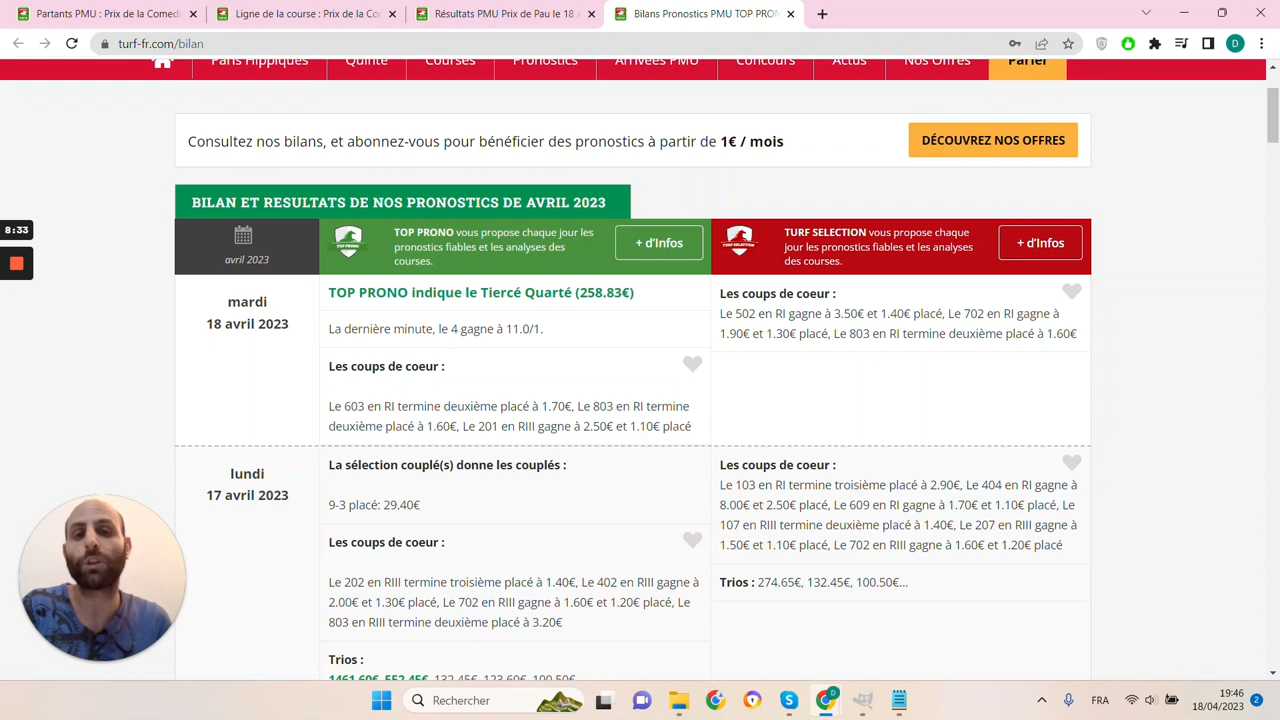 Partants PMU : Prix de la Comed
Ligne de la course : Prix de la Co
Résultats PMU Prix de Pau le 18 A
Bilans Pronostics PMU TOP PRON
turf-fr.com/bilan
D
Paris Hippiques
Quinté
Courses
Pronostics
Arrivées PMU
Concours
Actus
Nos Offres
Parier
Consultez nos bilans, et abonnez-vous pour bénéficier des pronostics à partir de 1€ / mois
DÉCOUVREZ NOS OFFRES
BILAN ET RESULTATS DE NOS PRONOSTICS DE AVRIL 2023
8:33
avril 2023
TOP PRONO
TOP PRONO vous propose chaque jour les
pronostics fiables et les analyses des
courses.
+ d'Infos
TURF SELECTION
TURF SELECTION vous propose chaque
jour les pronostics fiables et les analyses
des courses.
+ d'Infos
mardi
18 avril 2023
TOP PRONO indique le Tiercé Quarté (258.83€)
La dernière minute, le 4 gagne à 11.0/1.
Les coups de coeur :
Le 603 en RI termine deuxième placé à 1.70€, Le 803 en RI termine
deuxième placé à 1.60€, Le 201 en RIII gagne à 2.50€ et 1.10€ placé
Les coups de coeur :
Le 502 en RI gagne à 3.50€ et 1.40€ placé, Le 702 en RI gagne à
1.90€ et 1.30€ placé, Le 803 en RI termine deuxième placé à 1.60€
lundi
17 avril 2023
La sélection couplé(s) donne les couplés :
9-3 placé: 29.40€
Les coups de coeur :
Le 202 en RIII termine troisième placé à 1.40€, Le 402 en RIII gagne à
2.00€ et 1.30€ placé, Le 702 en RIII gagne à 1.60€ et 1.20€ placé, Le
803 en RIII termine deuxième placé à 3.20€
Trios :
1461.60€, 552.45€, 132.45€, 123.60€, 100.50€
Les coups de coeur :
Le 103 en RI termine troisième placé à 2.90€, Le 404 en RI gagne à
8.00€ et 2.50€ placé, Le 609 en RI gagne à 1.70€ et 1.10€ placé, Le
107 en RIII termine deuxième placé à 1.40€, Le 207 en RIII gagne à
1.50€ et 1.10€ placé, Le 702 en RIII gagne à 1.60€ et 1.20€ placé
Trios : 274.65€, 132.45€, 100.50€...
Rechercher
D
FRA
19:46
18/04/2023
2